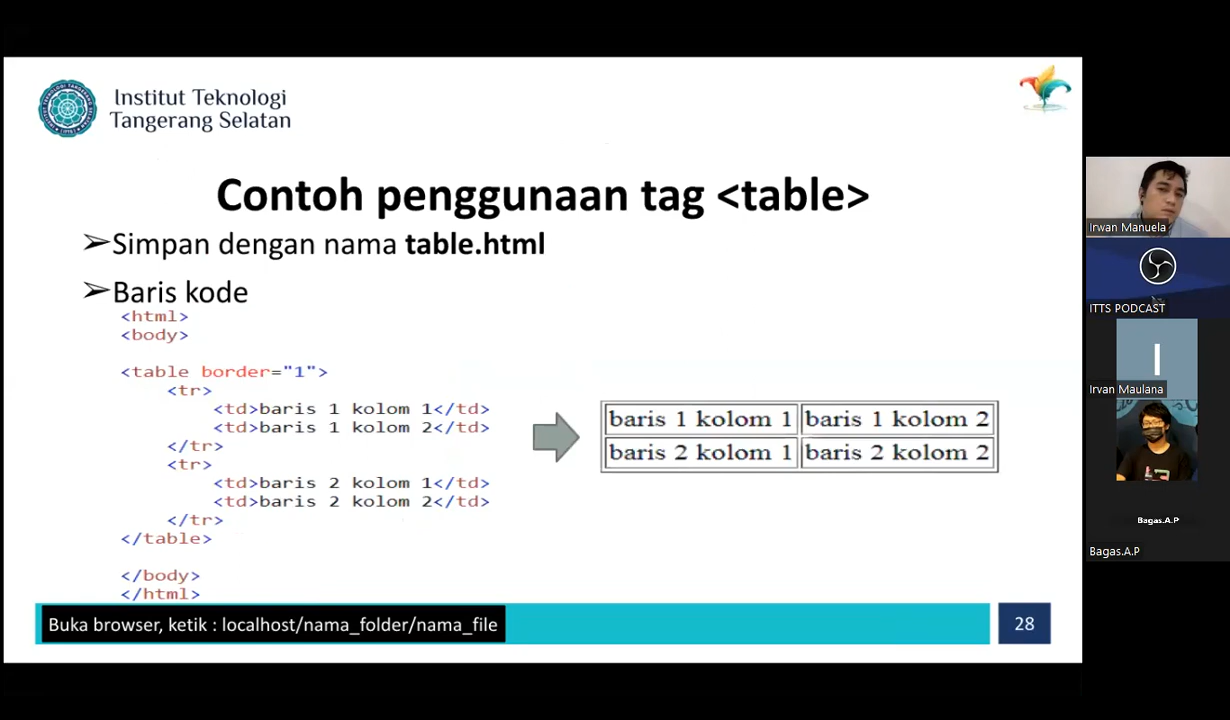 Institut Teknologi
Tangerang Selatan
Contoh penggunaan tag <table>
➢Simpan dengan nama table.html
➢Baris kode
<html>
<body>
<table border="1">
<tr>
<td>baris 1 kolom 1</td>
<td>baris 1 kolom 2</td>
</tr>
<tr>
<td>baris 2 kolom 1</td>
<td>baris 2 kolom 2</td>
</tr>
</table>
</body>
</html>
baris 1 kolom 1 baris 1 kolom 2
baris 2 kolom 1 baris 2 kolom 2
Buka browser, ketik : localhost/nama_folder/nama_file
28
Irwan Manuela
ITTS PODCAST
I
Irvan Maulana
Bagas.A.P
Bagas.A.P